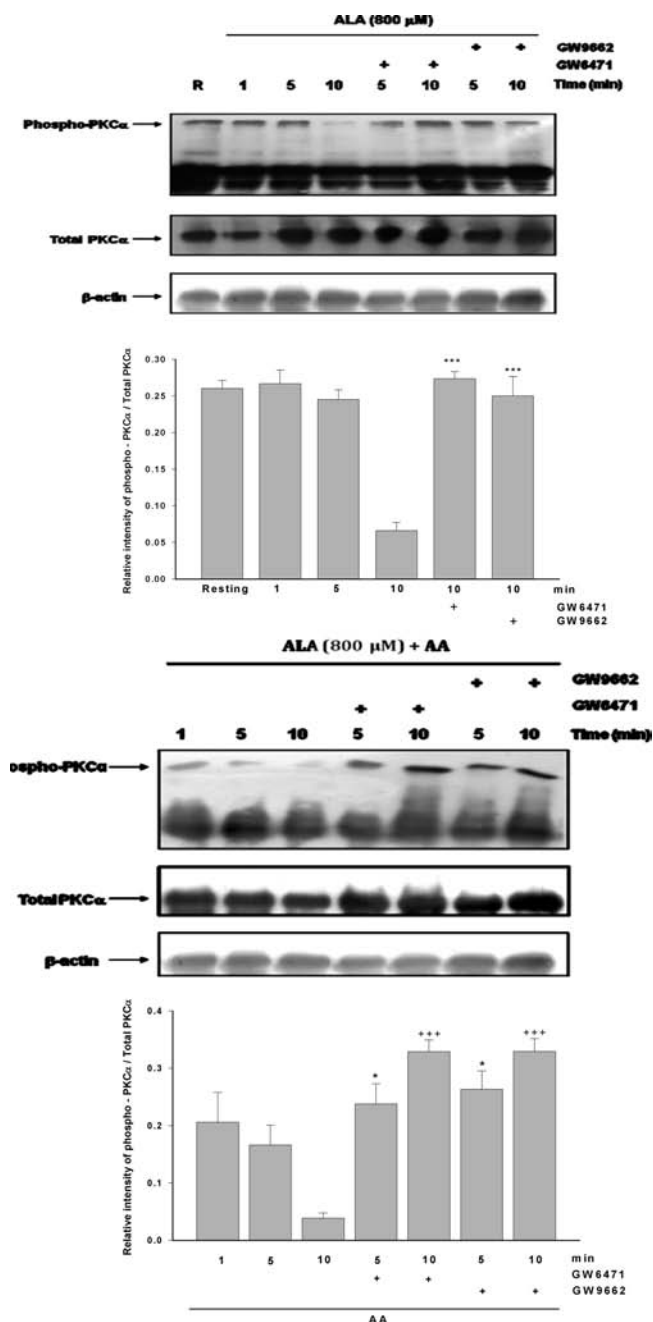 ALA (800 μM)
+ + GW9662
+ + GW6471
R 1 5 10 5 10 5 10 Time (min)
Phospho-PKCα
Total PKCα
β-actin
Relative intensity of phospho - PKCα / Total PKCα
0.30
0.25
0.20
0.15
0.10
0.05
0.00
*** ***
Resting 1 5 10 10 10 min
+ GW6471
+ GW9662
ALA (800 μM) + AA
+ + GW9662
+ + GW6471
1 5 10 5 10 5 10 Time (min)
ospho-PKCα
Total PKCα
β-actin
Relative intensity of phospho - PKCα / Total PKCα
0.4
0.3
0.2
0.1
0.0
* +++ * +++
1 5 10 5 10 5 10 min
+ + GW6471
+ + GW9662
AA